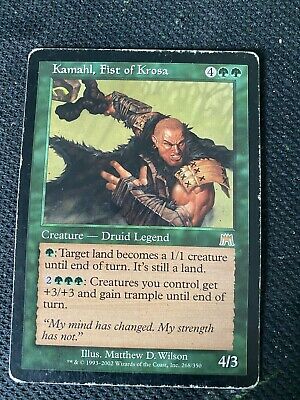 Kamahl, Fist of Krosa 4
Creature — Druid Legend
: Target land becomes a 1/1 creature
until end of turn. It's still a land.
2 : Creatures you control get
+3/+3 and gain trample until end of
turn.
"My mind has changed. My strength
has not."
Illus. Matthew D. Wilson
™ & © 1993–2002 Wizards of the Coast, Inc. 268/350
4/3